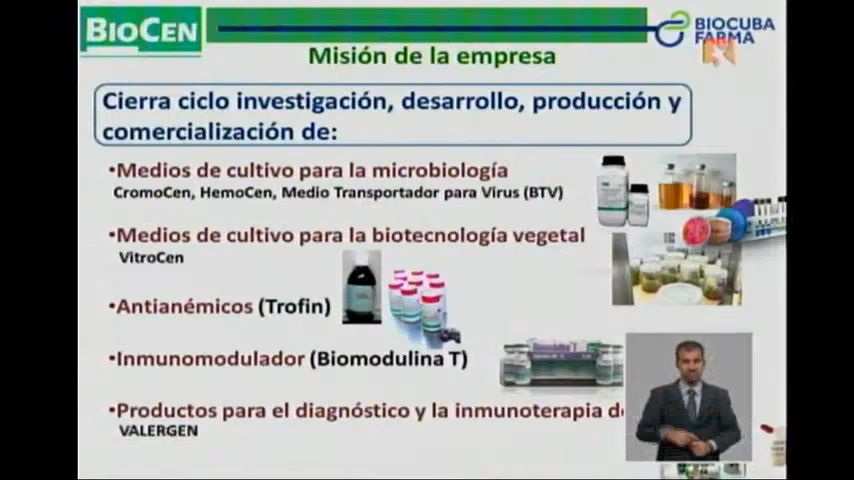 BIOCEN
BIOCUBA
FARMA
Misión de la empresa
Cierra ciclo investigación, desarrollo, producción y
comercialización de:
•Medios de cultivo para la microbiología
CromoCen, HemoCen, Medio Transportador para Virus (BTV)
•Medios de cultivo para la biotecnología vegetal
VitroCen
•Antianémicos (Trofin)
•Inmunomodulador (Biomodulina T)
•Productos para el diagnóstico y la inmunoterapia
VALERGEN